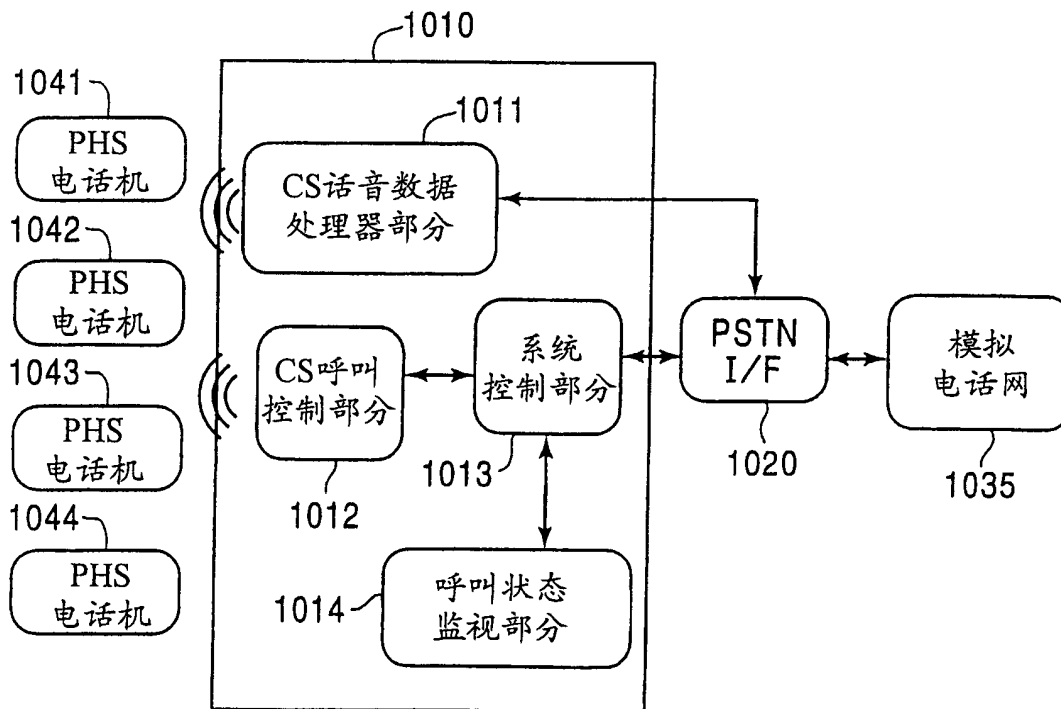 1010
1041
PHS
电话机
1011
CS话音数据
处理器部分
1042
PHS
电话机
PSTN
I/F
模拟
电话网
系统
控制部分
CS呼叫
控制部分
1043
PHS
电话机
1020
1035
1013
1012
1044
PHS
电话机
呼叫状态
监视部分
1014